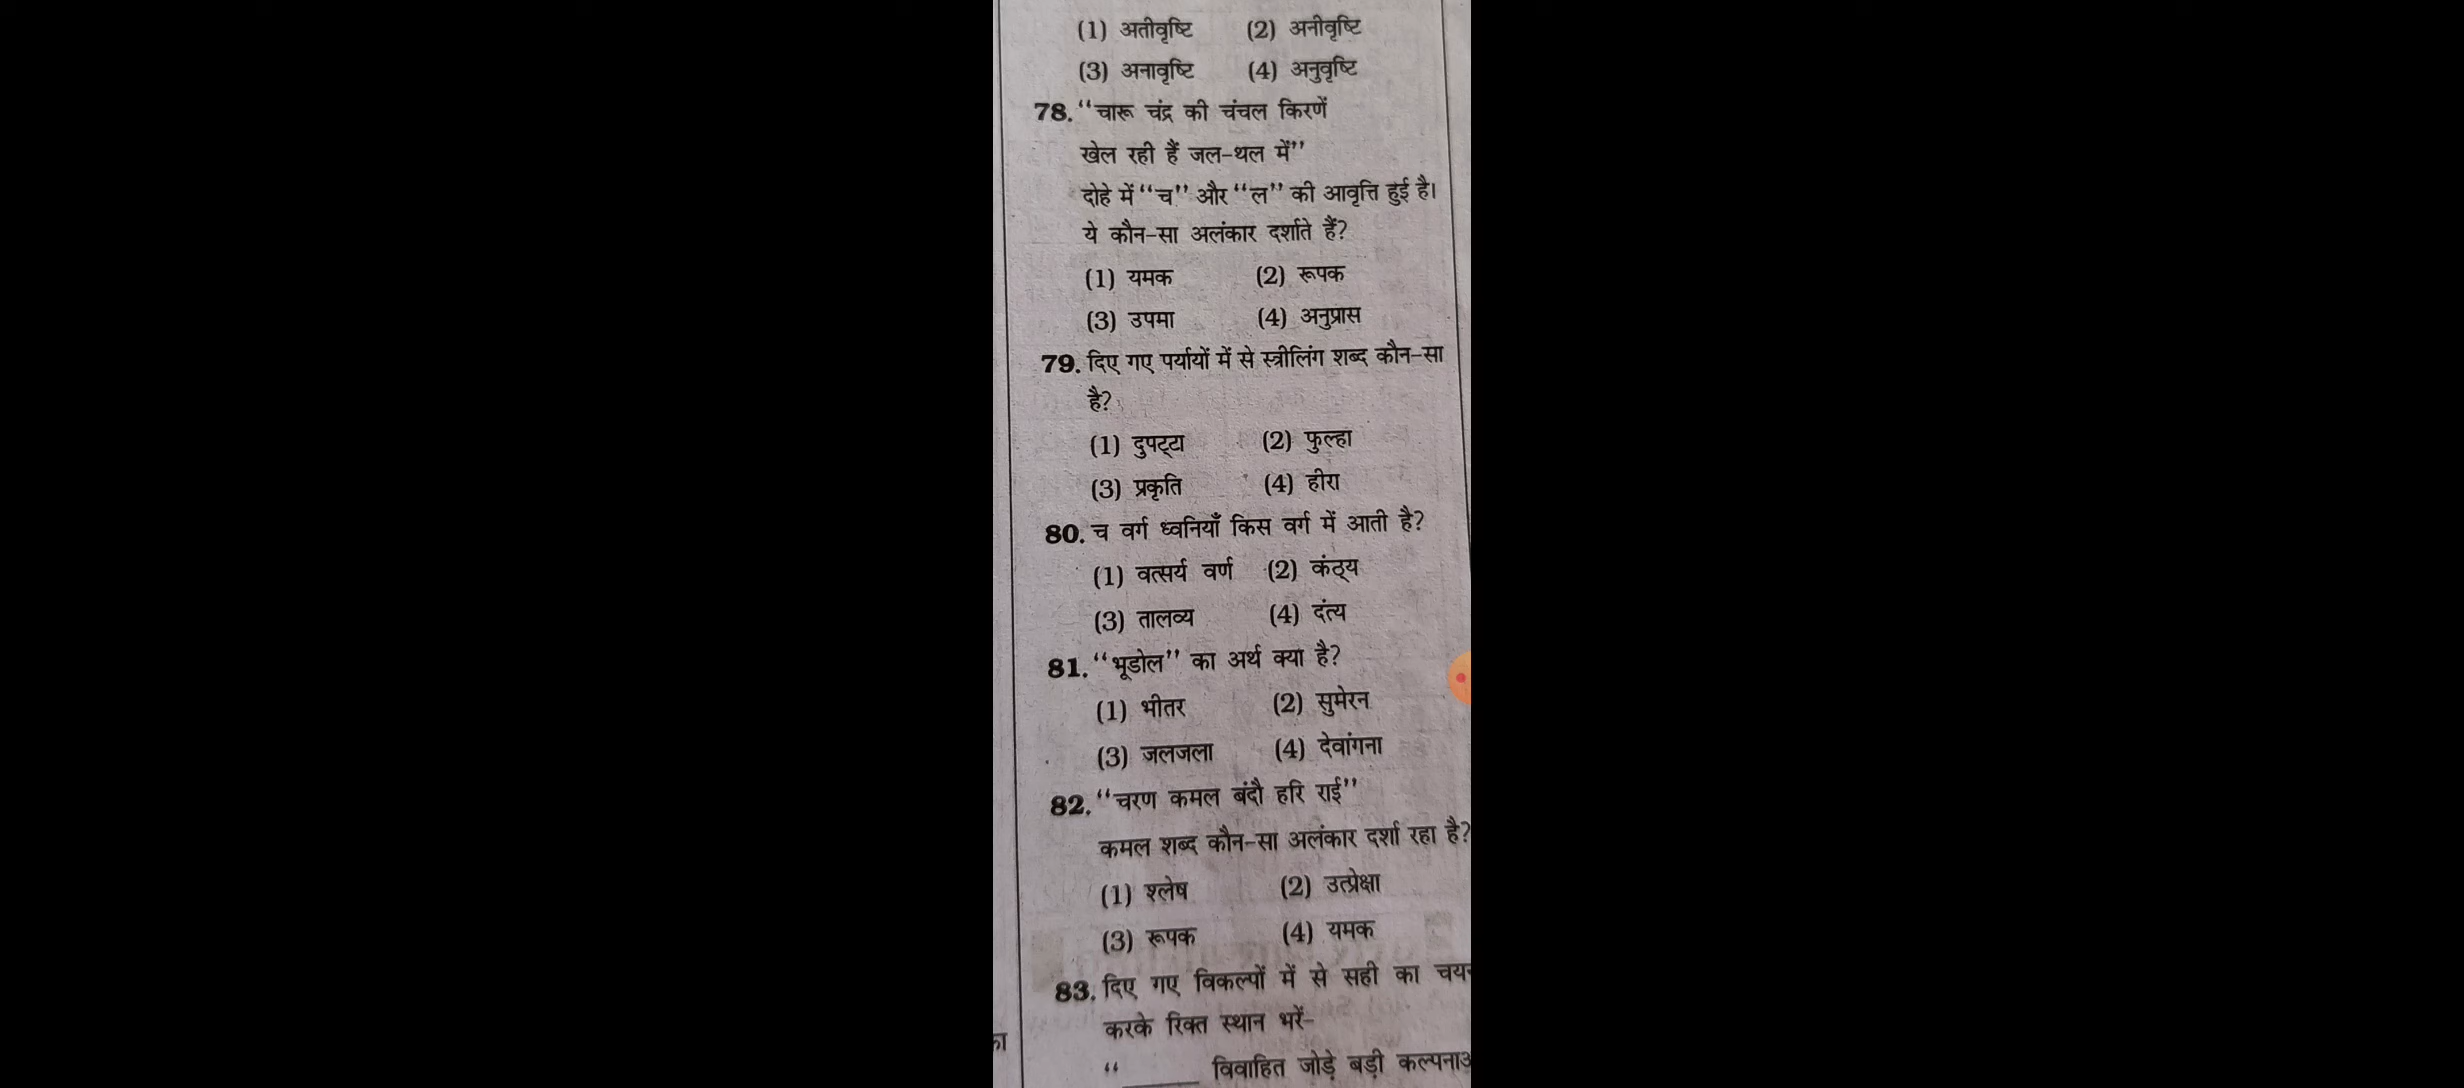 (1) अतीवृष्टि (2) अनीवृष्टि
(3) अनावृष्टि (4) अनुवृष्टि
78. ‘‘चारू चंद्र की चंचल किरणें
खेल रही हैं जल-थल में’’
दोहे में ‘‘च’’ और ‘‘ल’’ की आवृत्ति हुई है।
ये कौन-सा अलंकार दर्शाते हैं?
(1) यमक (2) रूपक
(3) उपमा (4) अनुप्रास
79. दिए गए पर्यायों में से स्त्रीलिंग शब्द कौन-सा
है?
(1) दुपट्टा (2) फुल्हा
(3) प्रकृति (4) हीरा
80. च वर्ग ध्वनियाँ किस वर्ग में आती है?
(1) वत्सर्य वर्ण (2) कंठ्य
(3) तालव्य (4) दंत्य
81. ‘‘भूडोल’’ का अर्थ क्या है?
(1) भीतर (2) सुमेरन
(3) जलजला (4) देवांगना
82. ‘‘चरण कमल बंदौ हरि राई’’
कमल शब्द कौन-सा अलंकार दर्शा रहा है?
(1) श्लेष (2) उत्प्रेक्षा
(3) रूपक (4) यमक
83. दिए गए विकल्पों में से सही का
करके रिक्त स्थान भरें-
‘‘ ______ विवाहित जोड़े बड़ी